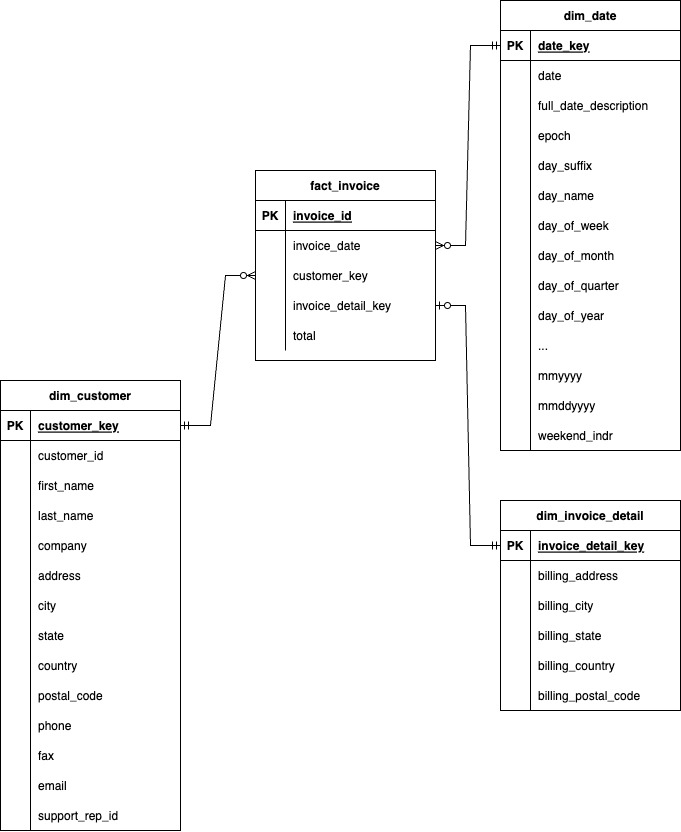 dim_date
PK date_key
date
full_date_description
epoch
day_suffix
day_name
day_of_week
day_of_month
day_of_quarter
day_of_year
...
mmyyyy
mmddyyyy
weekend_indr
fact_invoice
PK invoice_id
invoice_date
customer_key
invoice_detail_key
total
dim_customer
PK customer_key
customer_id
first_name
last_name
company
address
city
state
country
postal_code
phone
fax
email
support_rep_id
dim_invoice_detail
PK invoice_detail_key
billing_address
billing_city
billing_state
billing_country
billing_postal_code